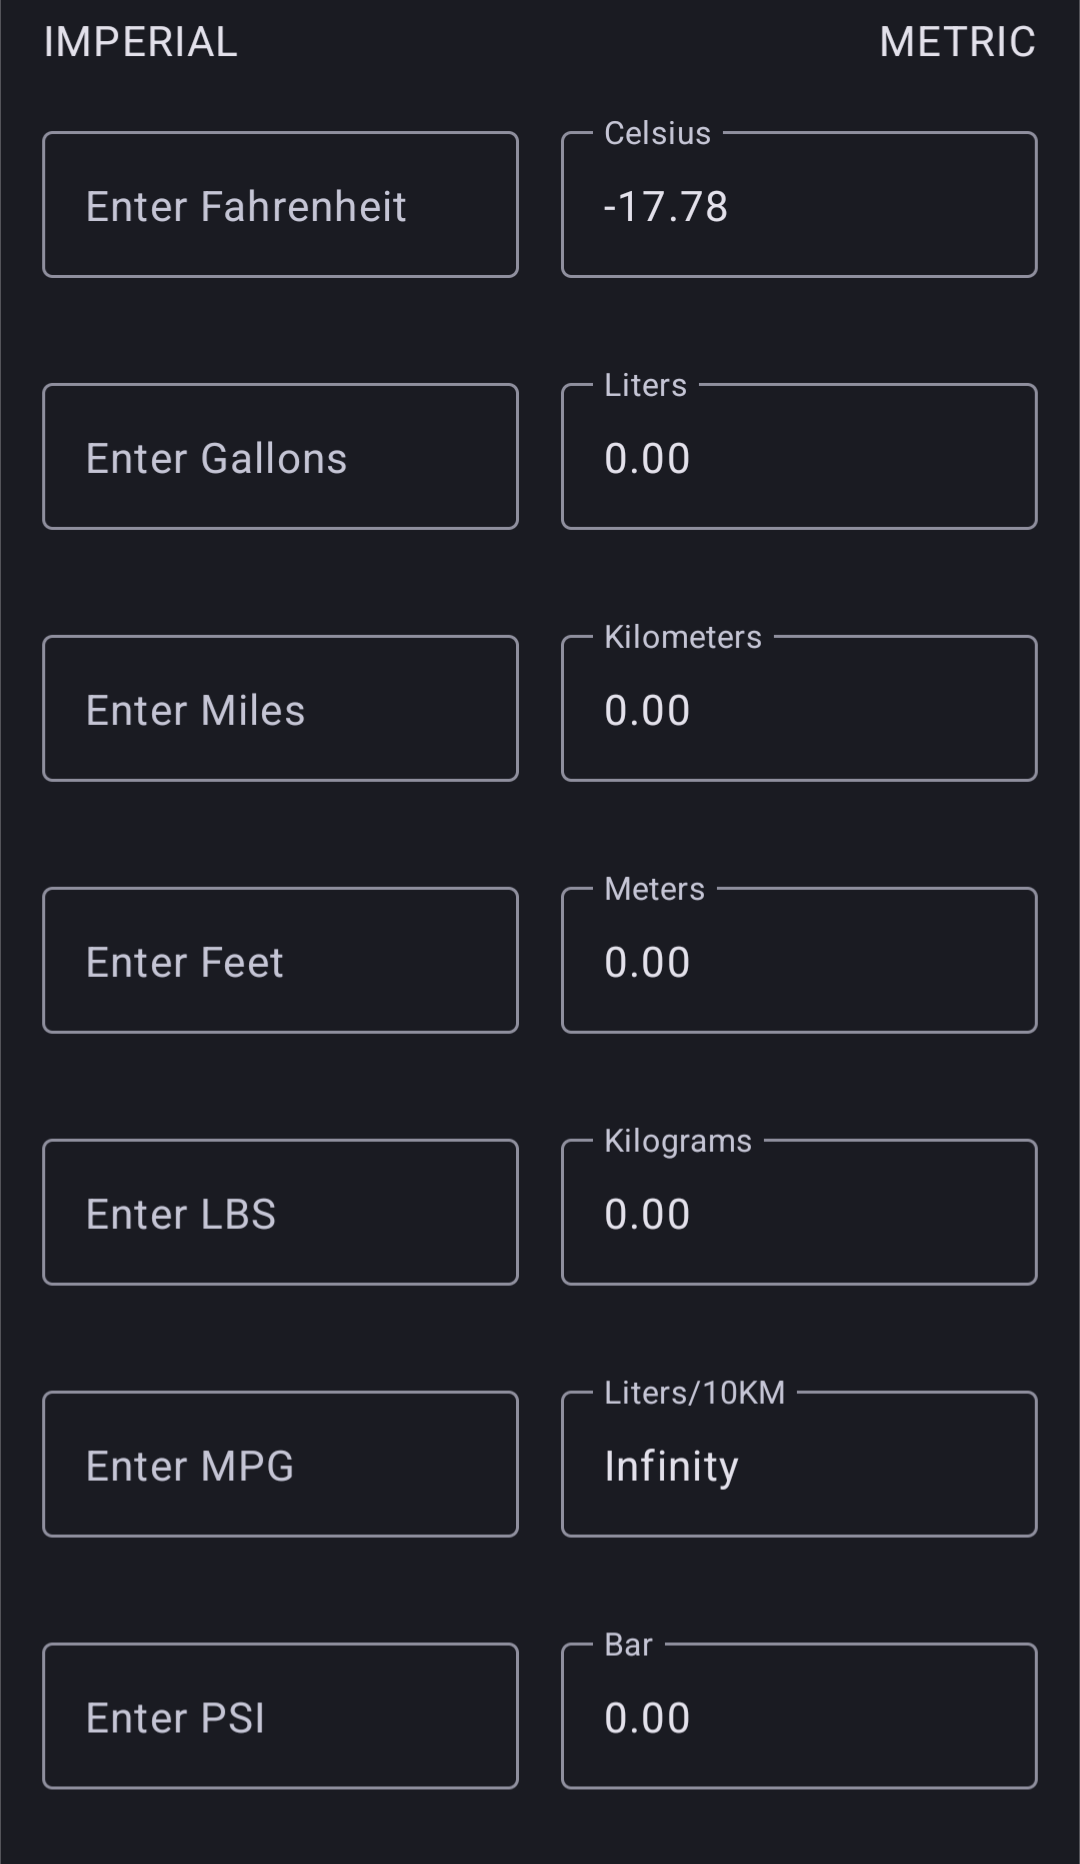 IMPERIAL METRIC
Celsius
Enter Fahrenheit -17.78
Liters
Enter Gallons 0.00
Kilometers
Enter Miles 0.00
Meters
Enter Feet 0.00
Kilograms
Enter LBS 0.00
Liters/10KM
Enter MPG Infinity
Bar
Enter PSI 0.00